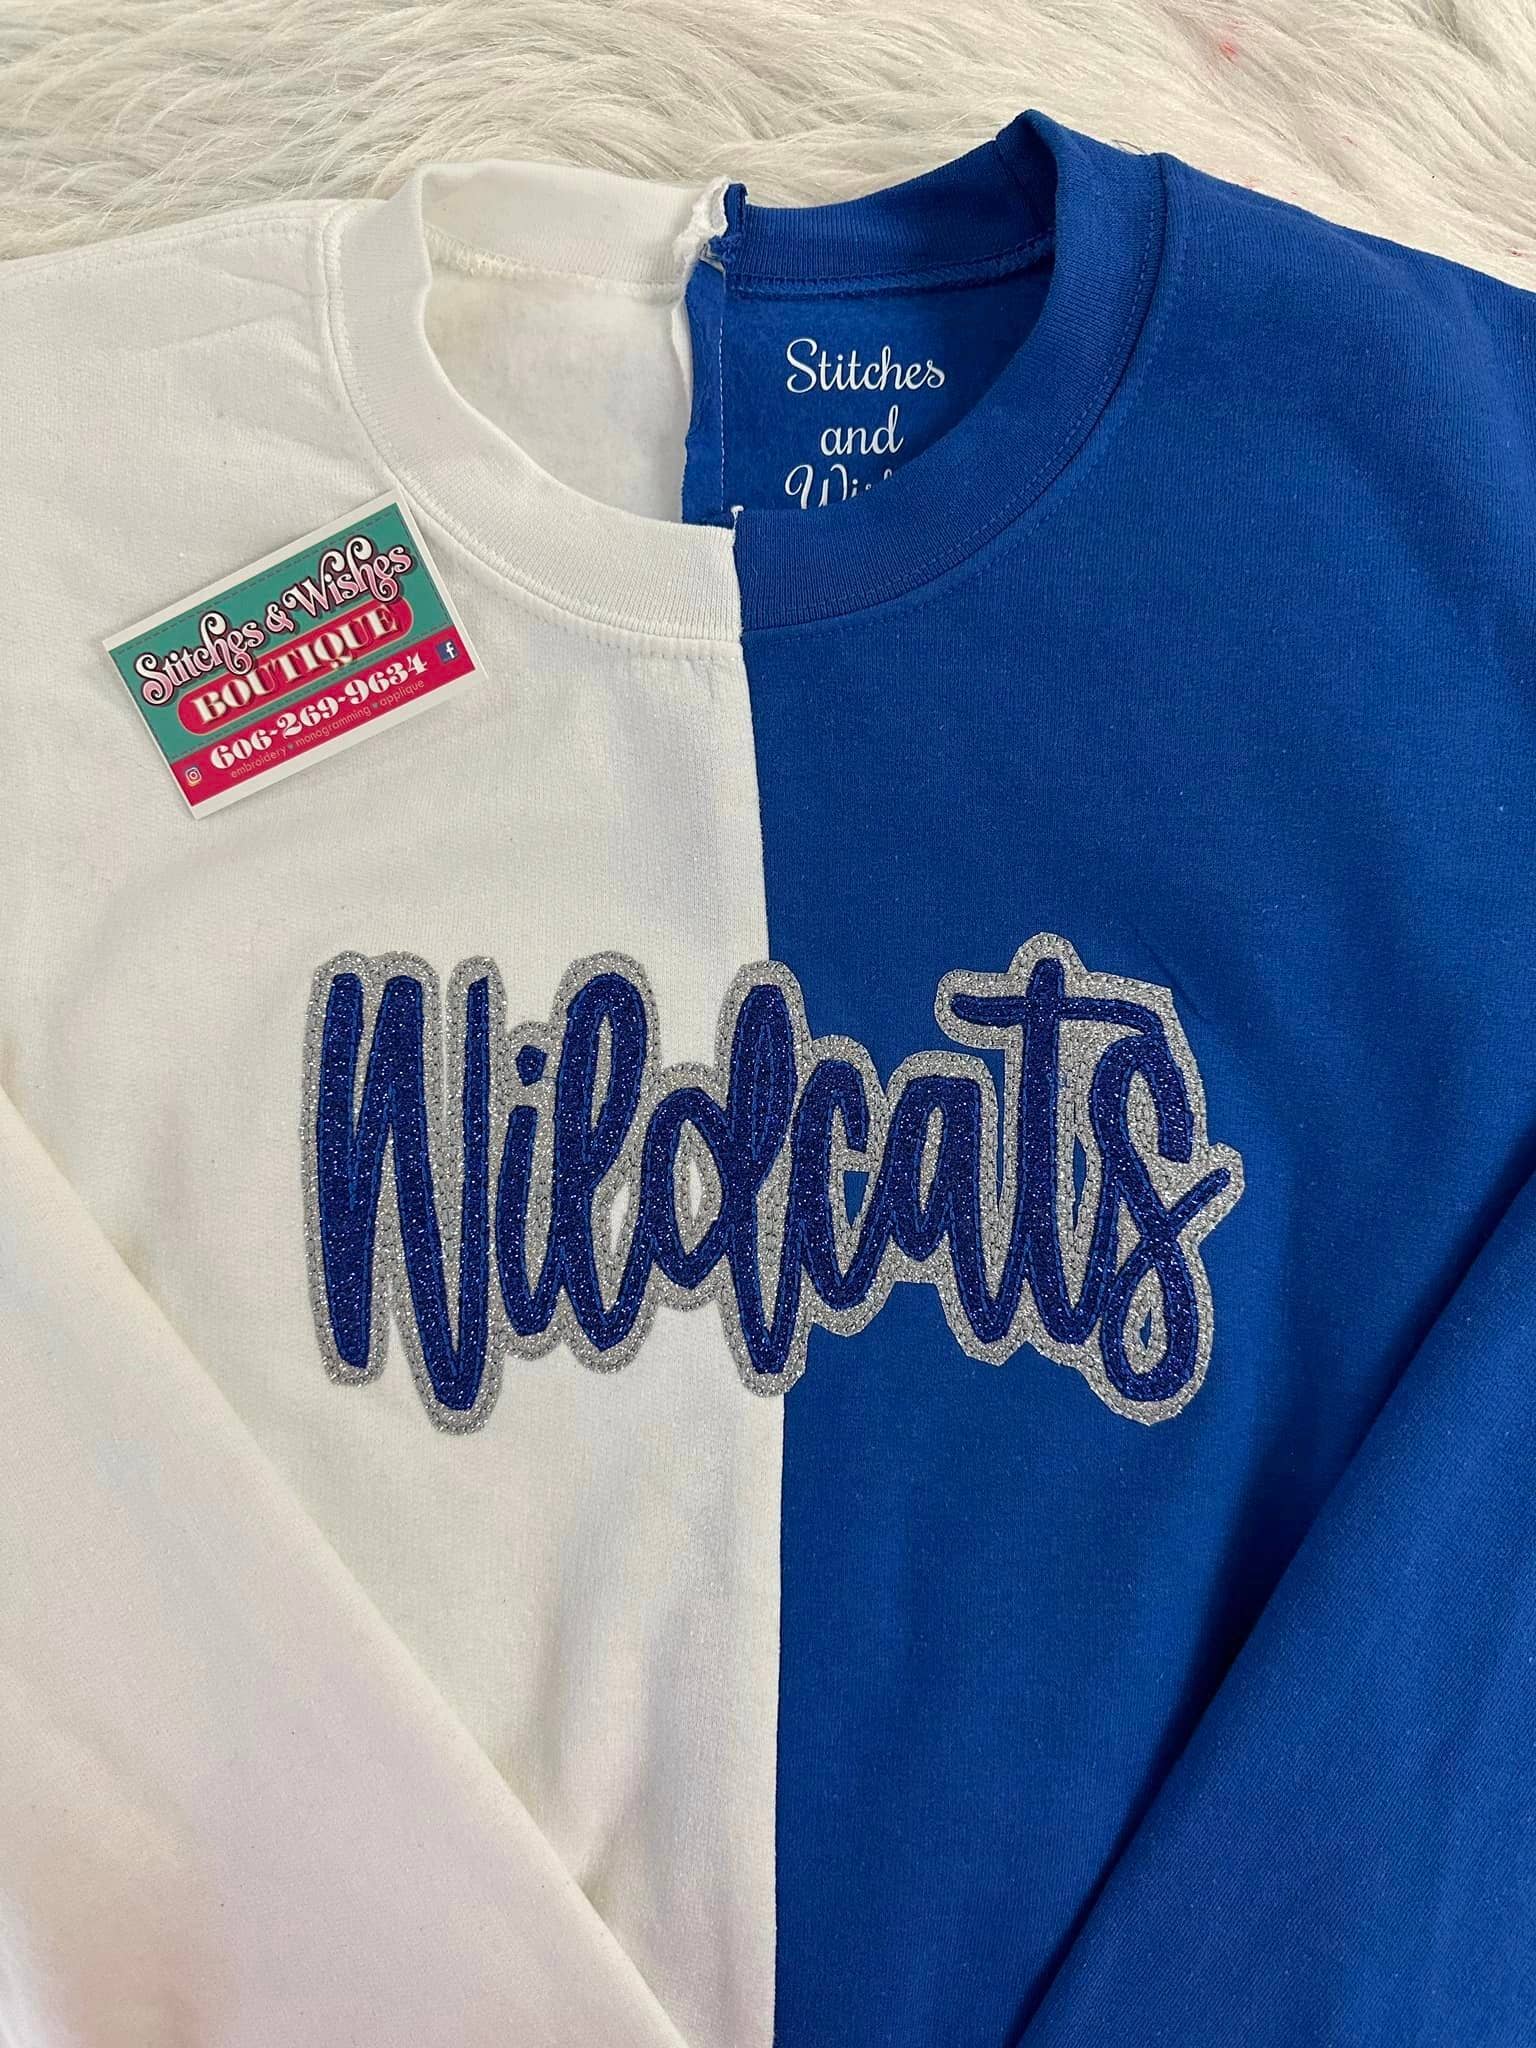 Stitches
and
Stitches & Wishes
BOUTIQUE
606-269-9634
embroidery • monogramming • applique
Wildcats